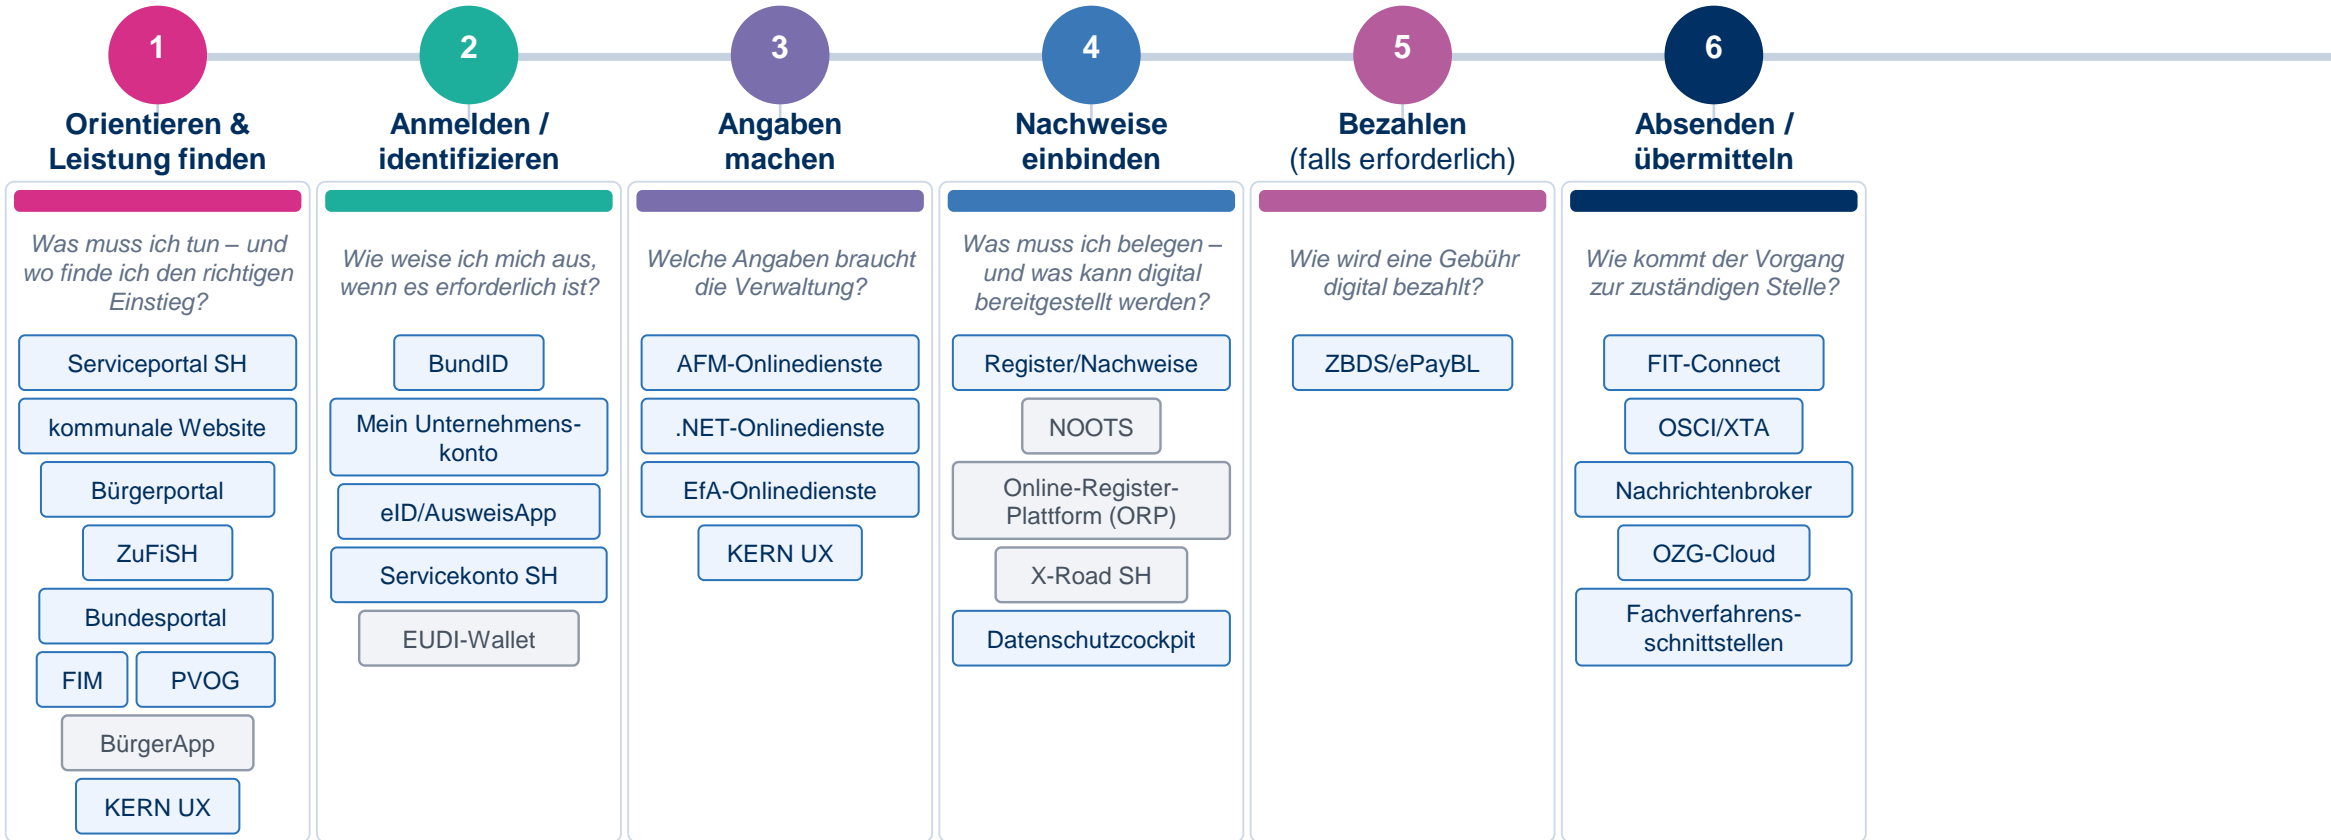 1
Orientieren &
Leistung finden
Was muss ich tun – und
wo finde ich den richtigen
Einstieg?
Serviceportal SH
kommunale Website
Bürgerportal
ZuFiSH
Bundesportal
FIM
PVOG
BürgerApp
KERN UX
2
Anmelden /
identifizieren
Wie weise ich mich aus,
wenn es erforderlich ist?
BundID
Mein Unternehmens-
konto
eID/AusweisApp
Servicekonto SH
EUDI-Wallet
3
Angaben
machen
Welche Angaben braucht
die Verwaltung?
AFM-Onlinedienste
.NET-Onlinedienste
EfA-Onlinedienste
KERN UX
4
Nachweise
einbinden
Was muss ich belegen –
und was kann digital
bereitgestellt werden?
Register/Nachweise
NOOTS
Online-Register-
Plattform (ORP)
X-Road SH
Datenschutzcockpit
5
Bezahlen
(falls erforderlich)
Wie wird eine Gebühr
digital bezahlt?
ZBDS/ePayBL
6
Absenden /
übermitteln
Wie kommt der Vorgang
zur zuständigen Stelle?
FIT-Connect
OSCI/XTA
Nachrichtenbroker
OZG-Cloud
Fachverfahrens-
schnittstellen